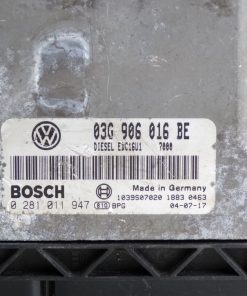 03G 906 016 BE
DIESEL EDC16U1 7000
BOSCH
Made in Germany
1039S07020 1883 0463
0 281 011 947 BPG 04-07-17